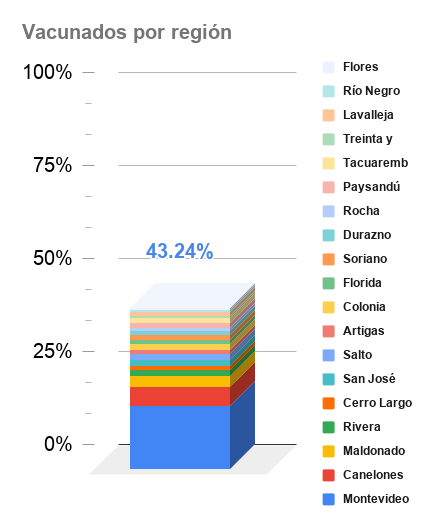 Vacunados por región
100%
75%
50%
25%
0%
43.24%
Flores
Río Negro
Lavalleja
Treinta y
Tacuaremb
Paysandú
Rocha
Durazno
Soriano
Florida
Colonia
Artigas
Salto
San José
Cerro Largo
Rivera
Maldonado
Canelones
Montevideo